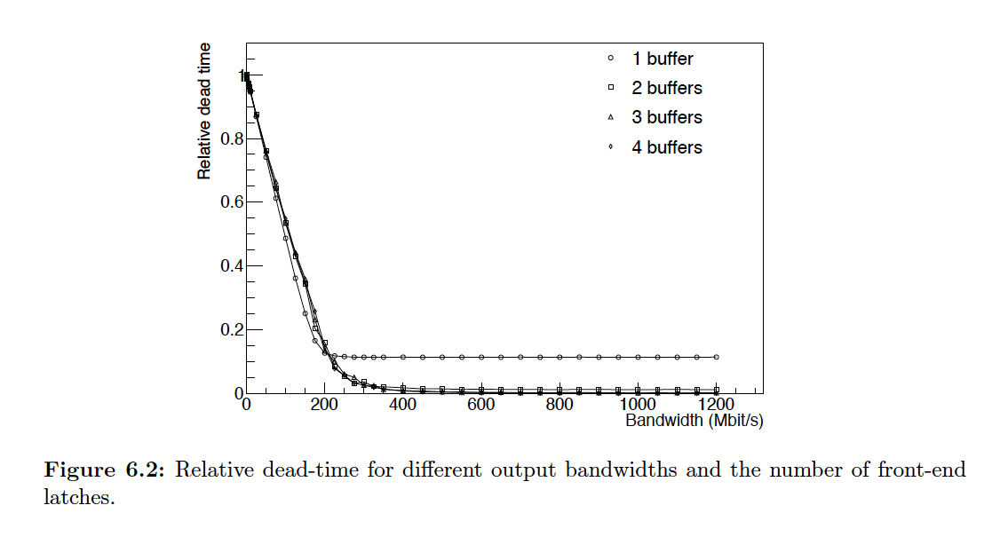 Relative dead time
1
0.8
0.6
0.4
0.2
0
0 200 400 600 800 1000 1200
Bandwidth (Mbit/s)
1 buffer
2 buffers
3 buffers
4 buffers
Figure 6.2: Relative dead-time for different output bandwidths and the number of front-end
latches.